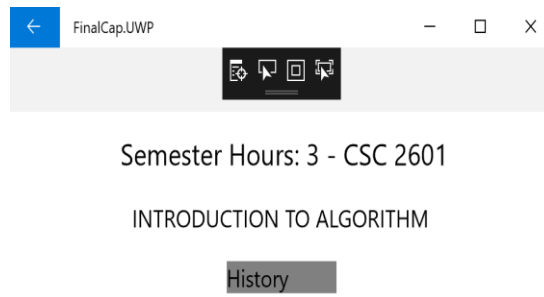 FinalCap.UWP
Semester Hours: 3 - CSC 2601
INTRODUCTION TO ALGORITHM
History